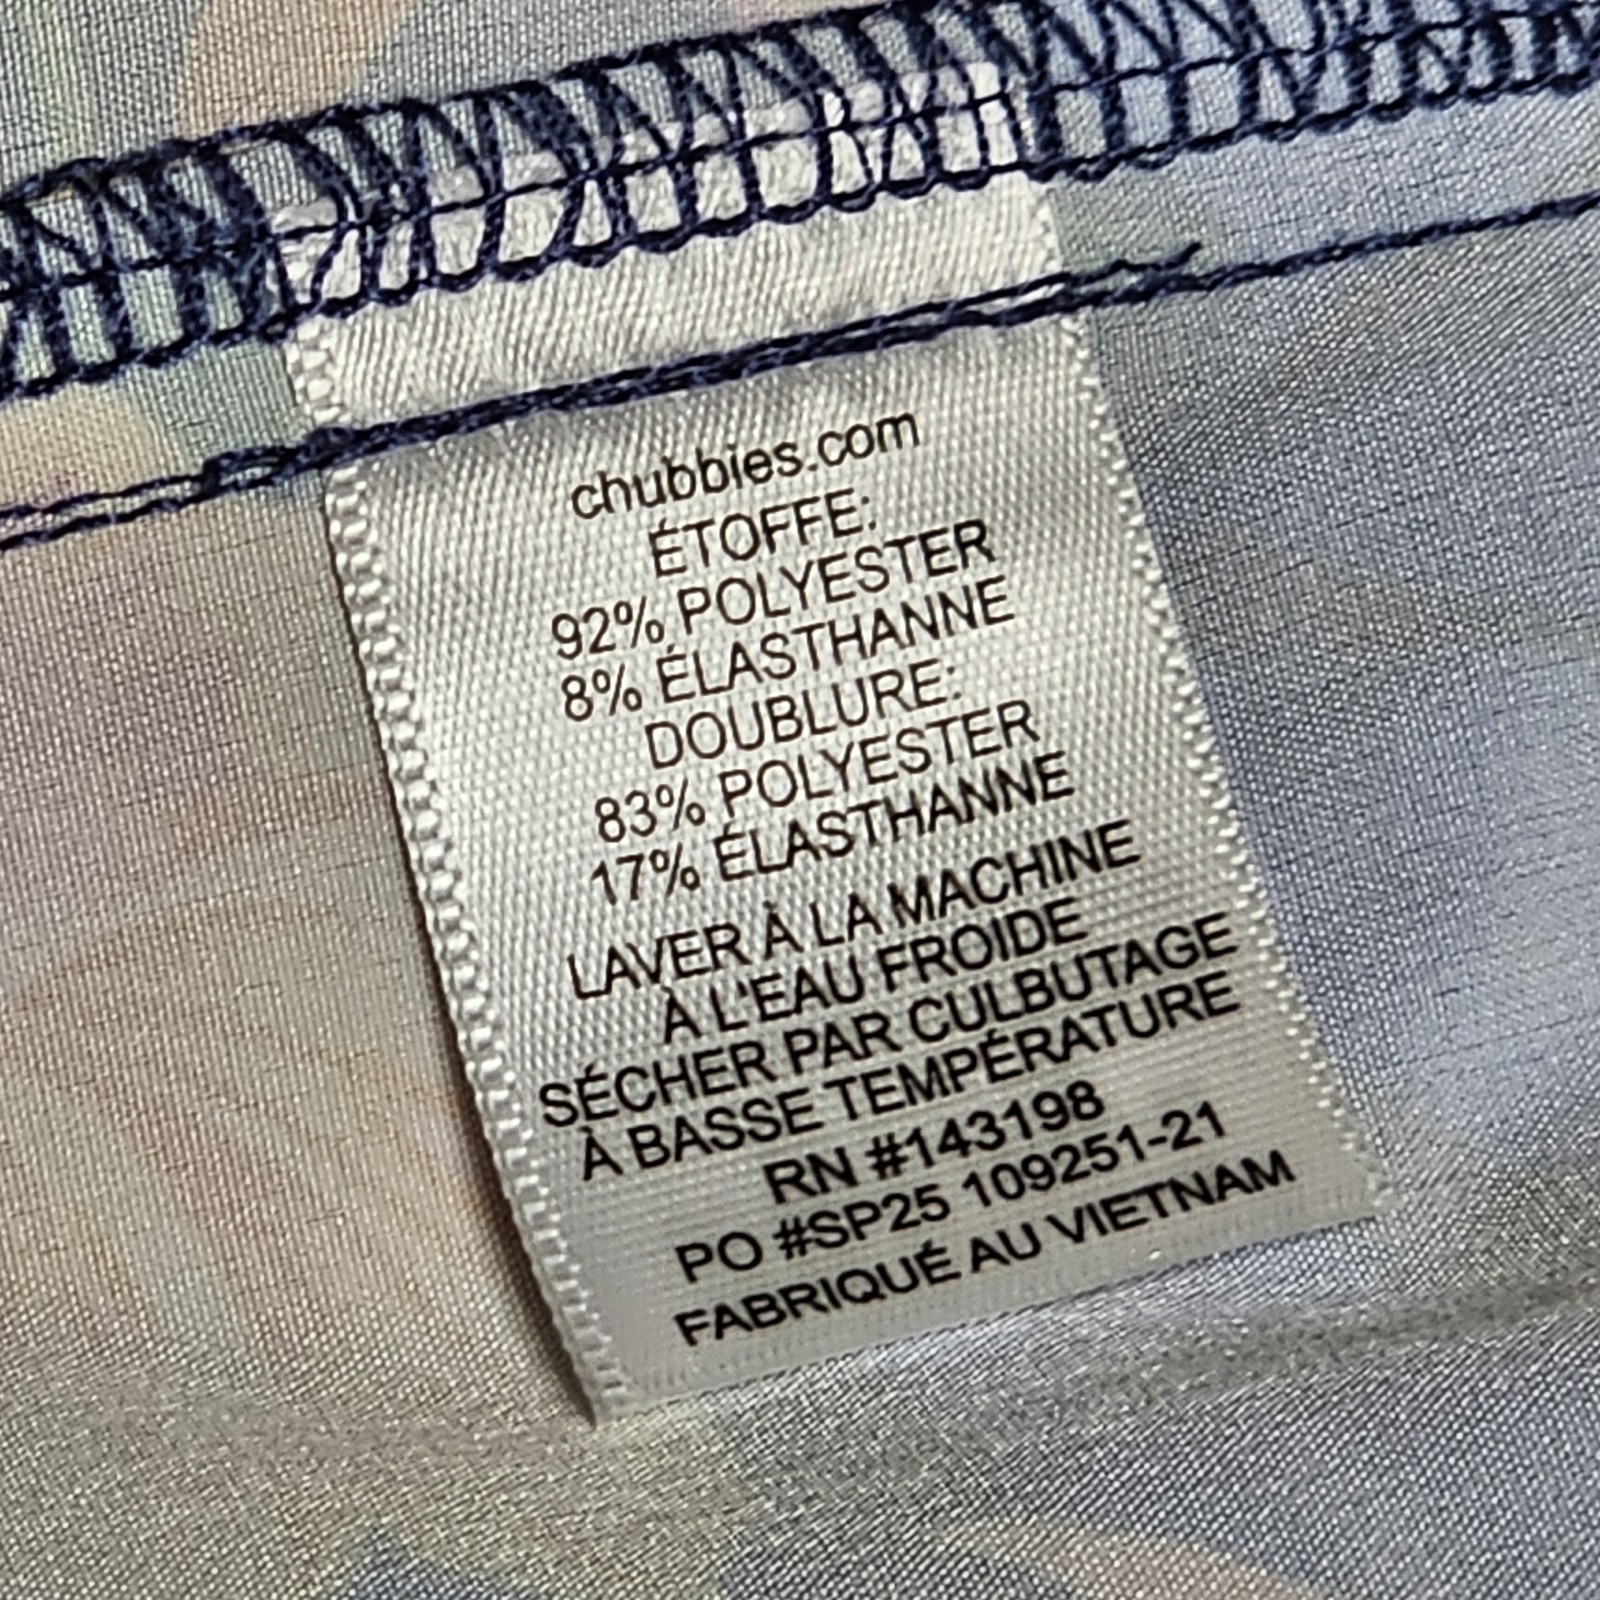 chubbies.com
ÉTOFFE:
92% POLYESTER
8% ÉLASTHANNE
DOUBLURE:
83% POLYESTER
17% ÉLASTHANNE
LAVER À LA MACHINE
À L'EAU FROIDE
SÉCHER PAR CULBUTAGE
À BASSE TEMPÉRATURE
RN #143198
PO #SP25 109251-21
FABRIQUÉ AU VIETNAM